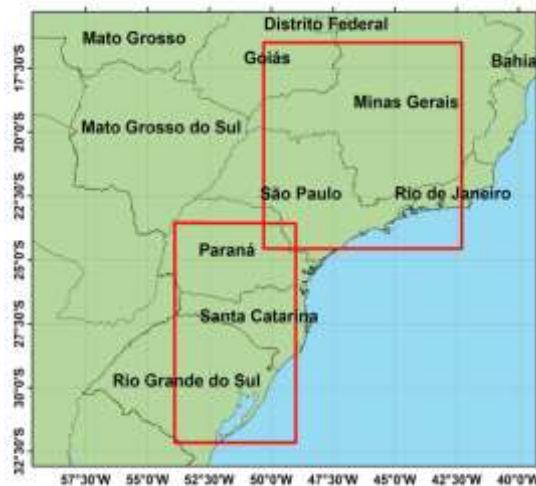 Distrito Federal
Mato Grosso
Goiás
Bahia
17°30'S
Minas Gerais
Mato Grosso do Sul
20°0'S
São Paulo
Rio de Janeiro
22°30'S
Paraná
25°0'S
Santa Catarina
27°30'S
Rio Grande do Sul
30°0'S
32°30'S
57°30'W
55°0'W
52°30'W
50°0'W
47°30'W
45°0'W
42°30'W
40°0'W